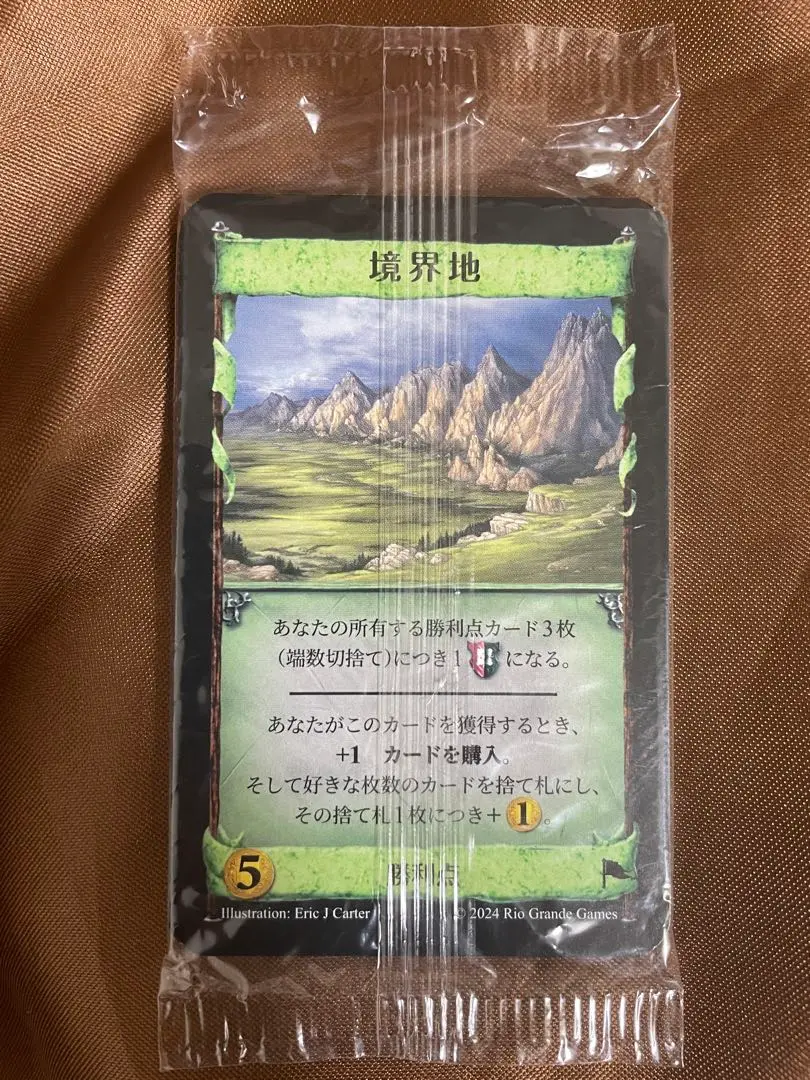 境界地
あなたの所有する勝利点カード3枚
(端数切捨て)につき1になる。
あなたがこのカードを獲得するとき、
+1 カードを購入。
そして好きな枚数のカードを捨て札にし、
その捨て札1枚につき+1。
5 勝利点
Illustration: Eric J Carter © 2024 Rio Grande Games